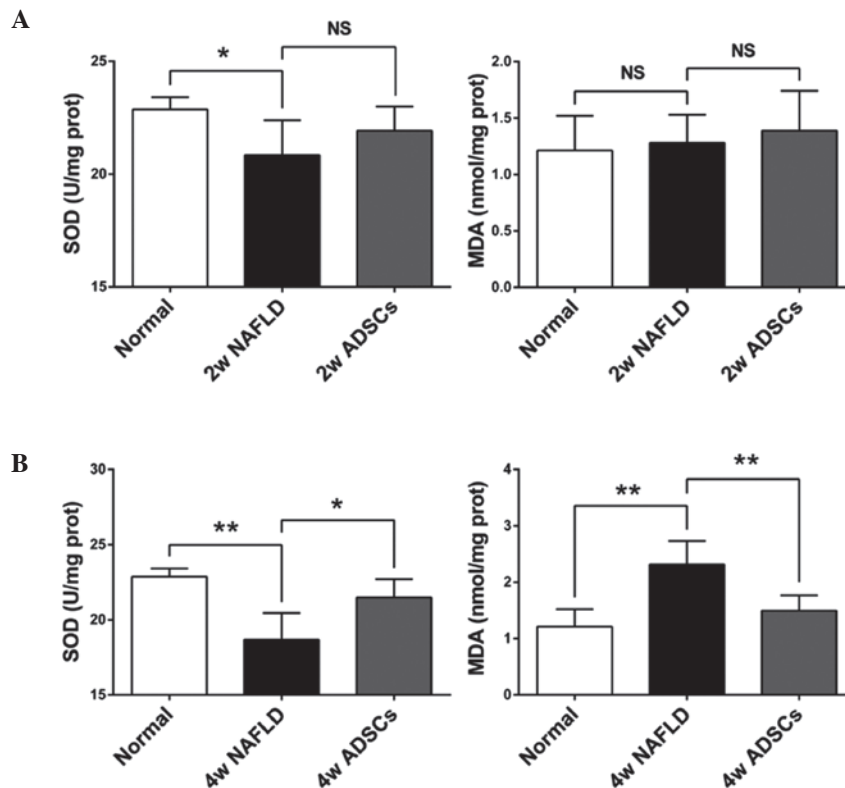 A
* NS
25
20
15
SOD (U/mg prot)
Normal
2w NAFLD
2w ADSCs
NS NS
2.0
1.5
1.0
0.5
0.0
MDA (nmol/mg prot)
Normal
2w NAFLD
2w ADSCs
B
** *
30
25
20
15
SOD (U/mg prot)
Normal
4w NAFLD
4w ADSCs
** **
4
3
2
1
0
MDA (nmol/mg prot)
Normal
4w NAFLD
4w ADSCs